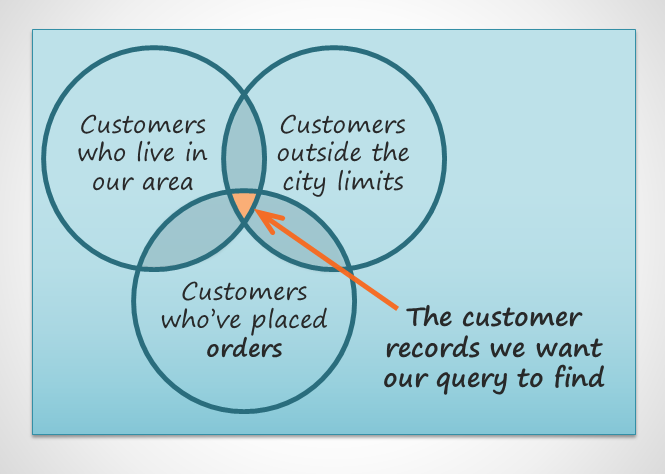 Customers
who live in
our area
Customers
outside the
city limits
Customers
who've placed
orders
The customer
records we want
our query to find